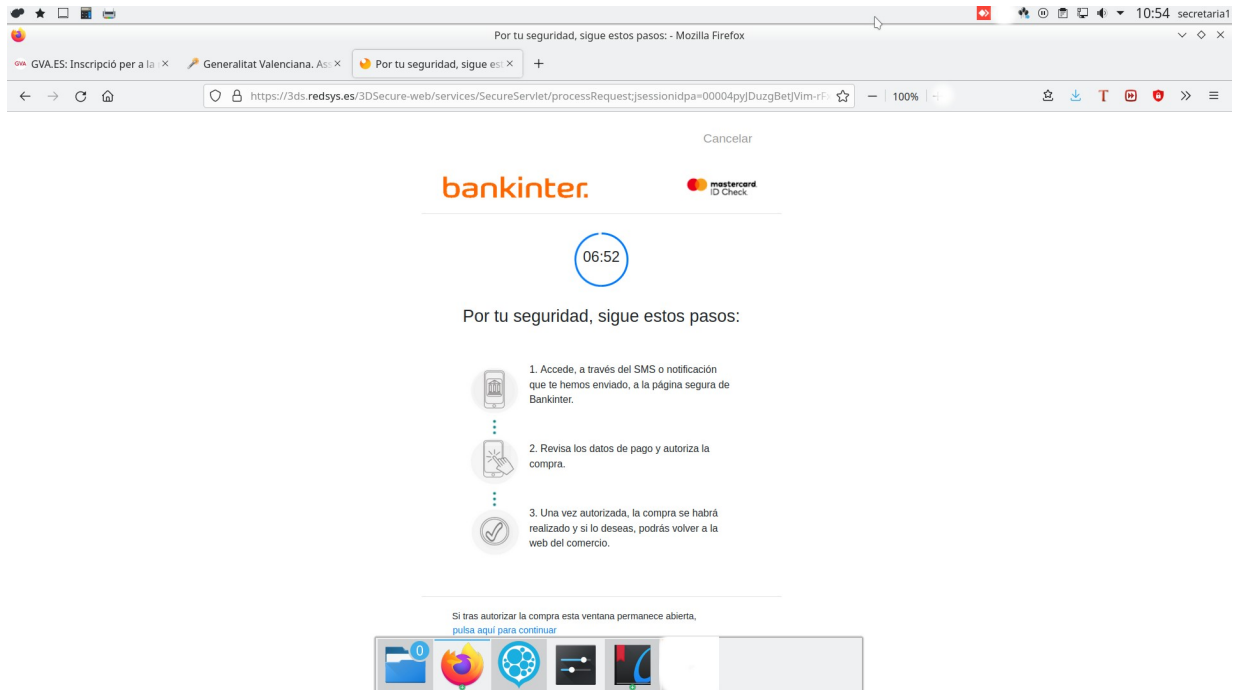 10:54 secretaria1
Por tu seguridad, sigue estos pasos: - Mozilla Firefox
GVA GVA.ES: Inscripció per a la
Generalitat Valenciana. As
Por tu seguridad, sigue est
https://3ds.redsys.es/3DSecure-web/services/SecureServlet/processRequest;jsessionidpa=00004pyJDuzgBetJVim-rF
100%
T
Cancelar
bankinter.
mastercard
ID Check
06:52
Por tu seguridad, sigue estos pasos:
1. Accede, a través del SMS o notificación
que te hemos enviado, a la página segura de
Bankinter.
2. Revisa los datos de pago y autoriza la
compra.
3. Una vez autorizada, la compra se habrá
realizado y si lo deseas, podrás volver a la
web del comercio.
Si tras autorizar la compra esta ventana permanece abierta,
pulsa aquí para continuar
0